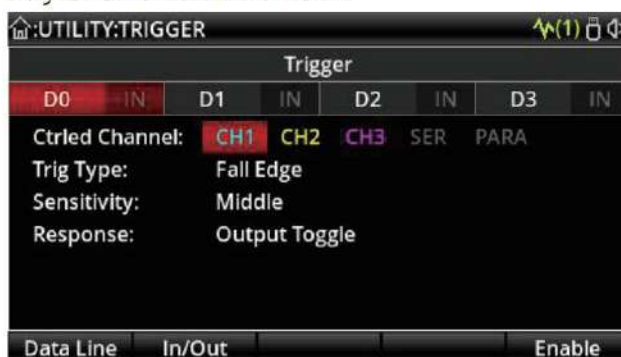 :UTILITY:TRIGGER (1)
Trigger
D0 IN D1 IN D2 IN D3 IN
Ctrled Channel: CH1 CH2 CH3 SER PARA
Trig Type: Fall Edge
Sensitivity: Middle
Response: Output Toggle
Data Line In/Out Enable